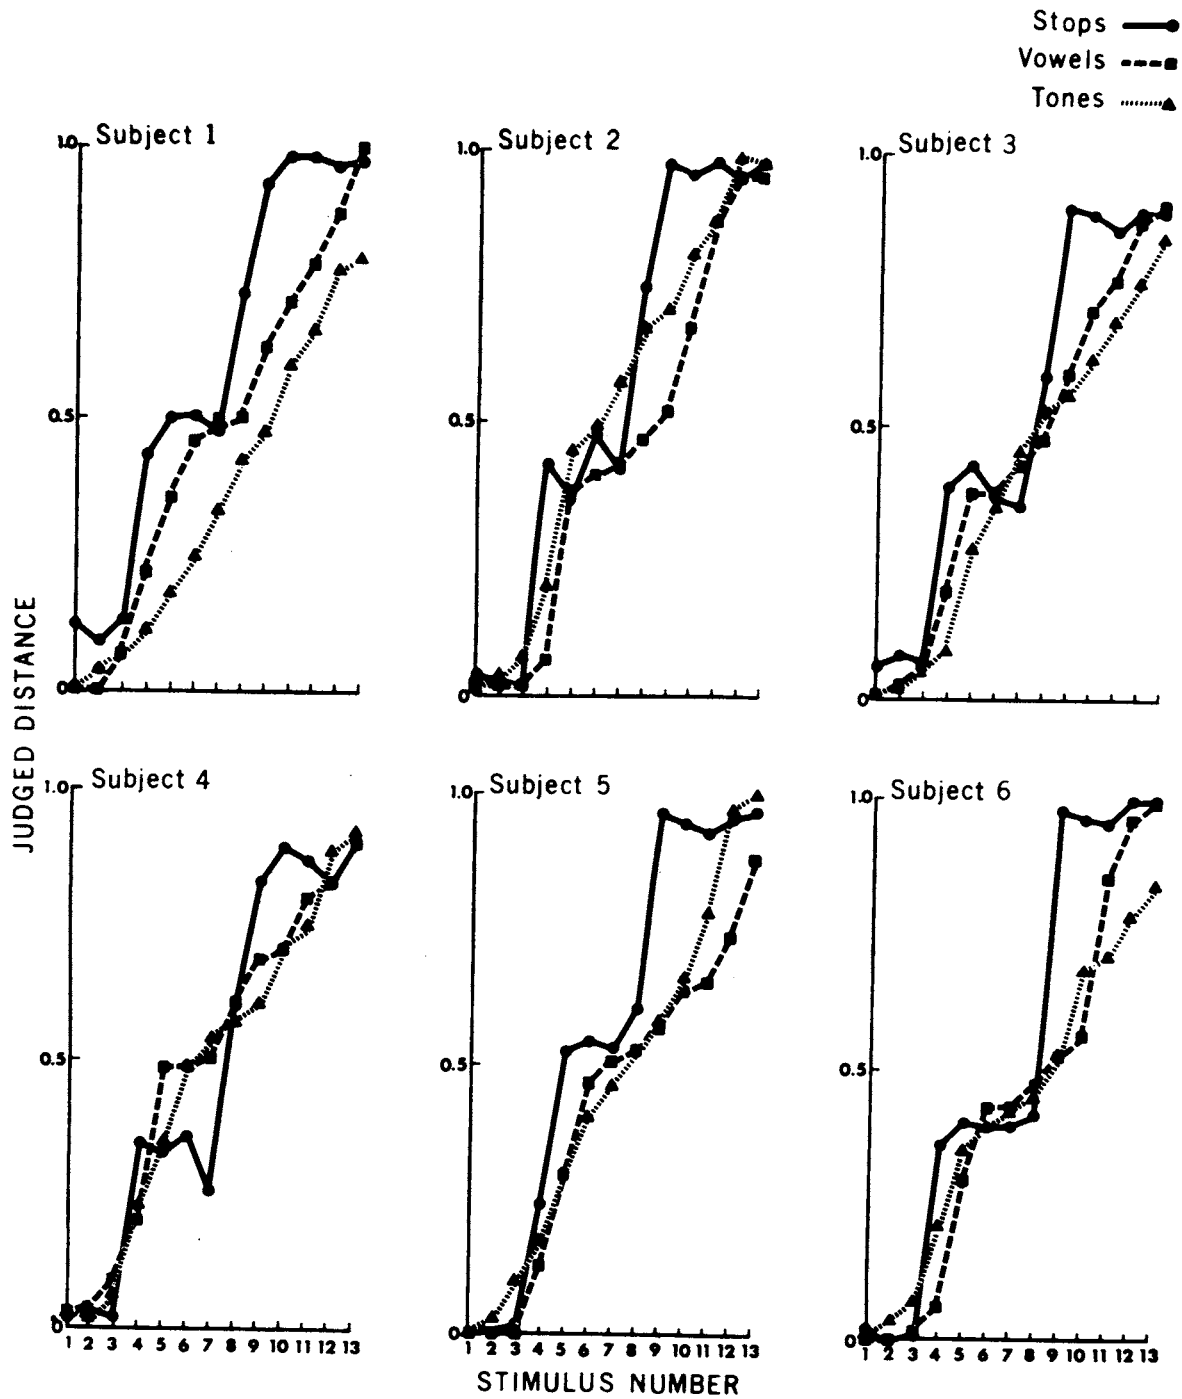 Stops
Vowels
Tones
Subject 1
1.0
0.5
0
Subject 2
1.0
0.5
0
Subject 3
1.0
0.5
0
JUDGED DISTANCE
Subject 4
1.0
0.5
0
1 2 3 4 5 6 7 8 9 10 11 12 13
Subject 5
1.0
0.5
0
1 2 3 4 5 6 7 8 9 10 11 12 13
Subject 6
1.0
0.5
0
1 2 3 4 5 6 7 8 9 10 11 12 13
STIMULUS NUMBER